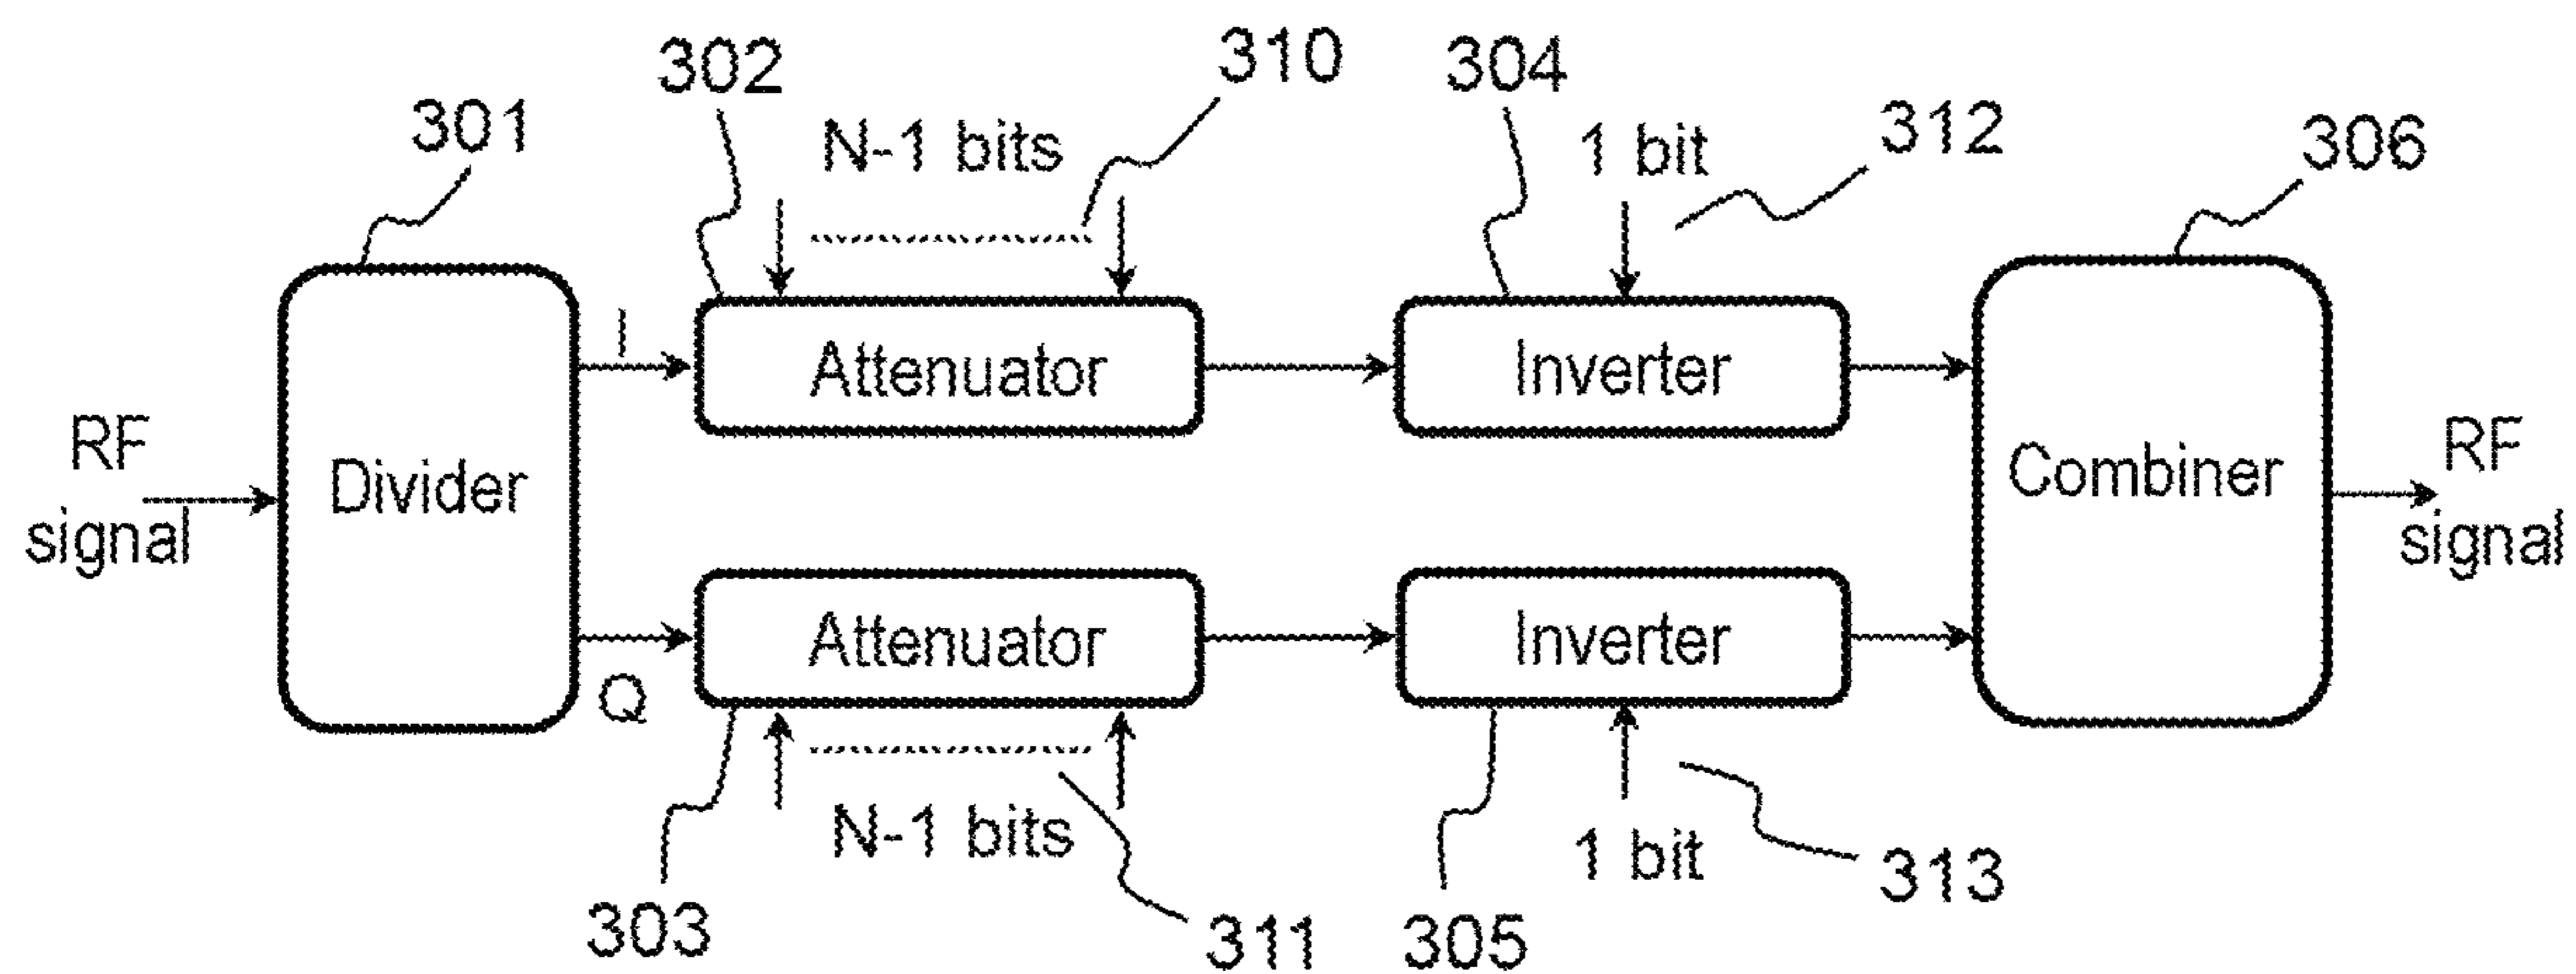 302
310
304
301
N-1 bits
1 bit
312
306
I
Attenuator
Inverter
RF
signal
Divider
Combiner
RF
signal
Attenuator
Inverter
Q
N-1 bits
1 bit
313
303
311
305